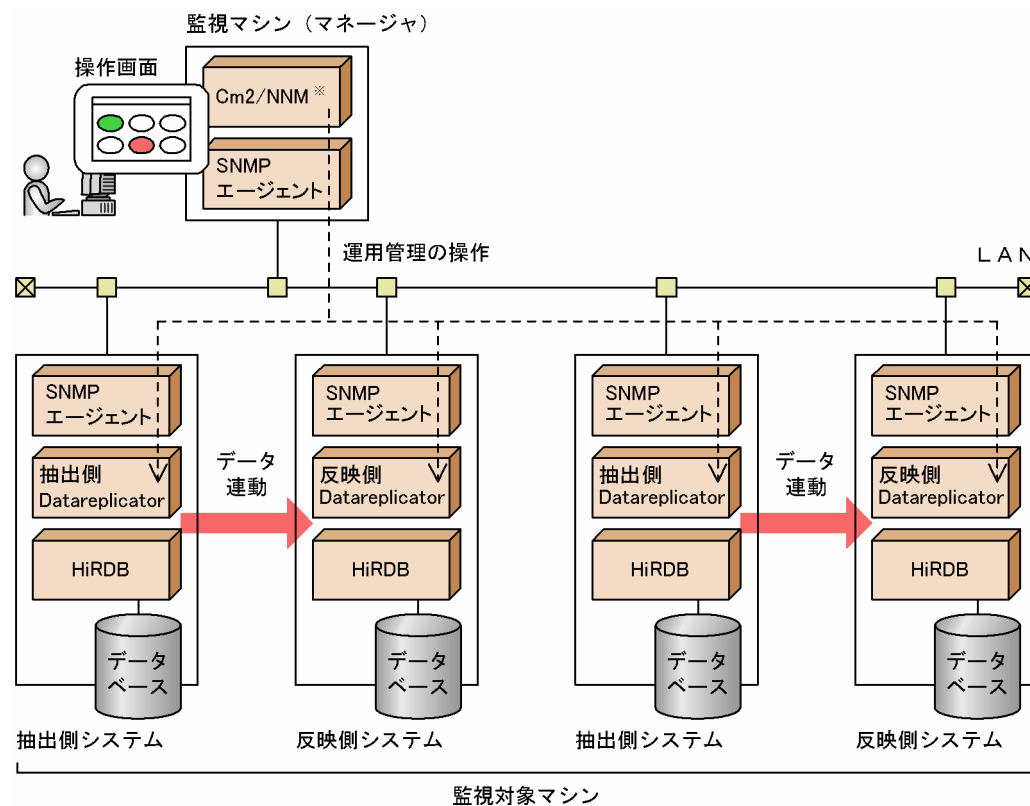 監視マシン（マネージャ）
操作画面
Cm2/NNM ※
SNMP
エージェント
運用管理の操作
ＬＡＮ
SNMP
エージェント
抽出側
Datareplicator
HiRDB
データ
ベース
データ
連動
SNMP
エージェント
反映側
Datareplicator
HiRDB
データ
ベース
SNMP
エージェント
抽出側
Datareplicator
HiRDB
データ
ベース
データ
連動
SNMP
エージェント
反映側
Datareplicator
HiRDB
データ
ベース
抽出側システム
反映側システム
抽出側システム
反映側システム
監視対象マシン